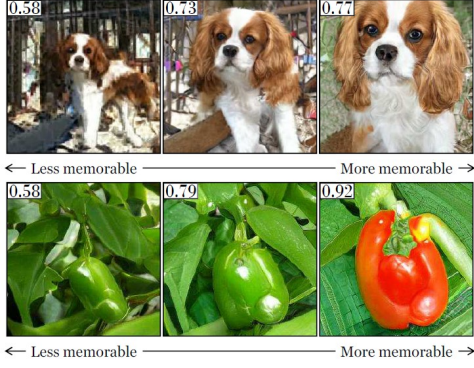 0.58 0.73 0.77
← Less memorable ——— More memorable →
0.58 0.79 0.92
← Less memorable ——— More memorable →